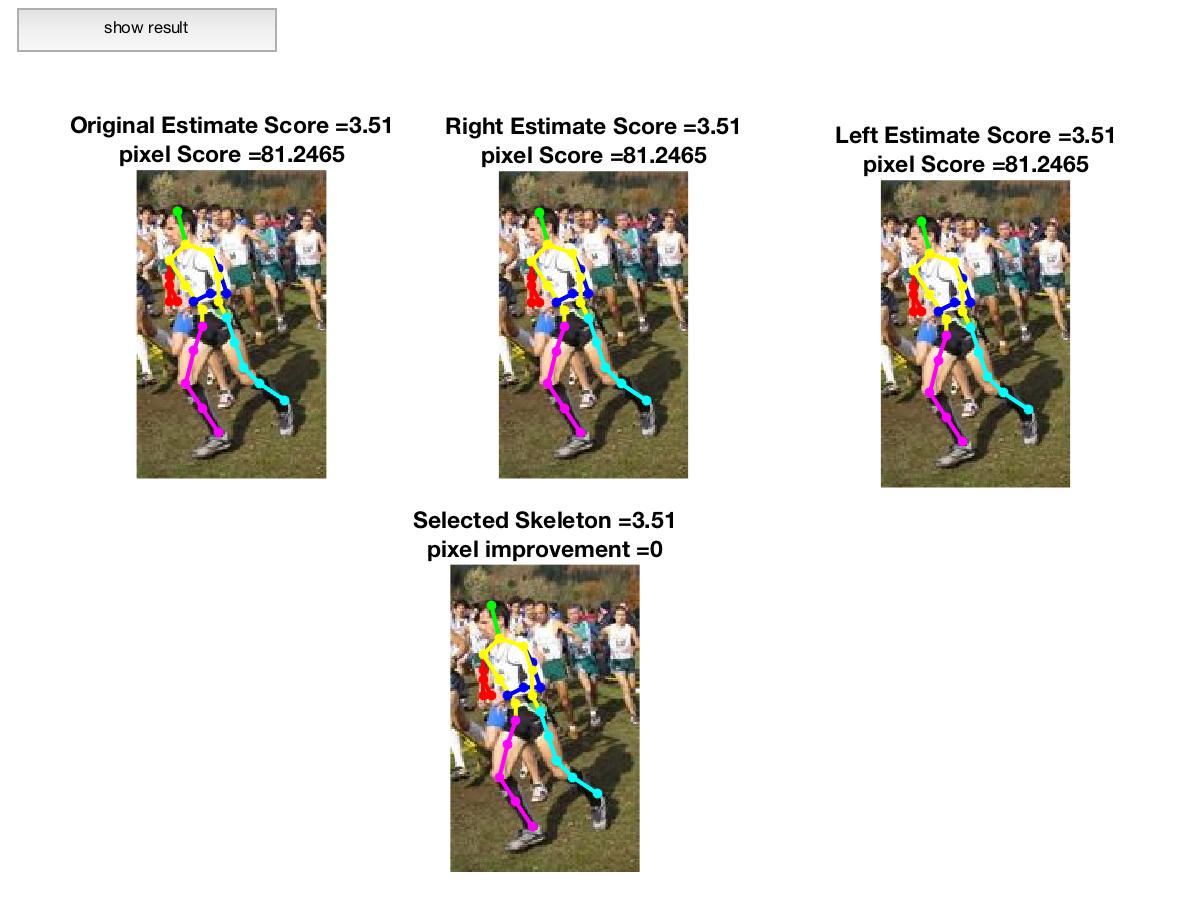 show result
Original Estimate Score =3.51
pixel Score =81.2465
Right Estimate Score =3.51
pixel Score =81.2465
Left Estimate Score =3.51
pixel Score =81.2465
Selected Skeleton =3.51
pixel improvement =0